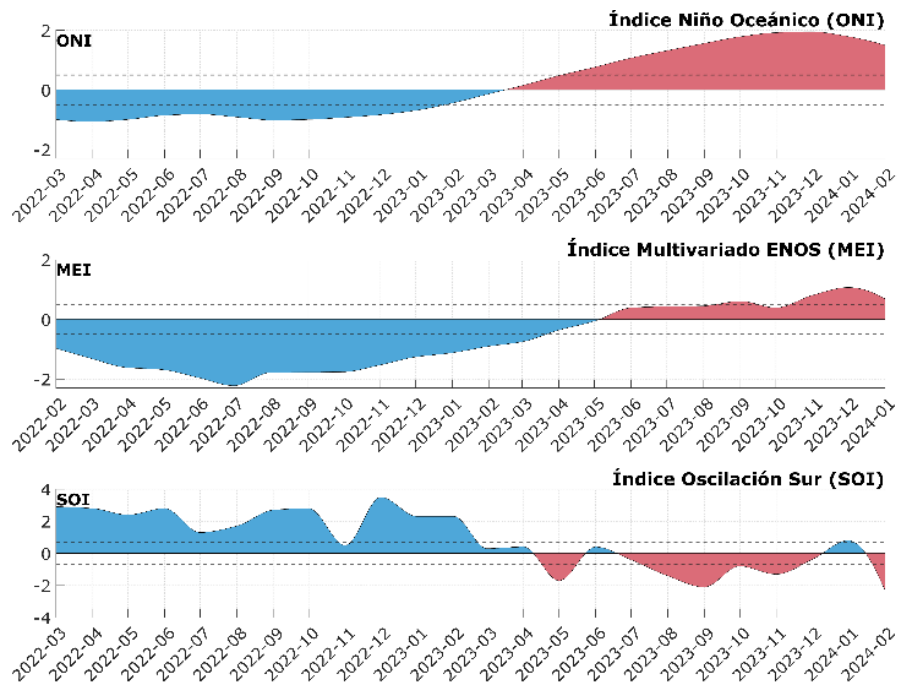 Índice Niño Oceánico (ONI)
ONI
2
0
-2
2022-03 2022-04 2022-05 2022-06 2022-07 2022-08 2022-09 2022-10 2022-11 2022-12 2023-01 2023-02 2023-03 2023-04 2023-05 2023-06 2023-07 2023-08 2023-09 2023-10 2023-11 2023-12 2024-01 2024-02
Índice Multivariado ENOS (MEI)
MEI
2
0
-2
2022-02 2022-03 2022-04 2022-05 2022-06 2022-07 2022-08 2022-09 2022-10 2022-11 2022-12 2023-01 2023-02 2023-03 2023-04 2023-05 2023-06 2023-07 2023-08 2023-09 2023-10 2023-11 2023-12 2024-01
Índice Oscilación Sur (SOI)
SOI
4
2
0
-2
-4
2022-03 2022-04 2022-05 2022-06 2022-07 2022-08 2022-09 2022-10 2022-11 2022-12 2023-01 2023-02 2023-03 2023-04 2023-05 2023-06 2023-07 2023-08 2023-09 2023-10 2023-11 2023-12 2024-01 2024-02